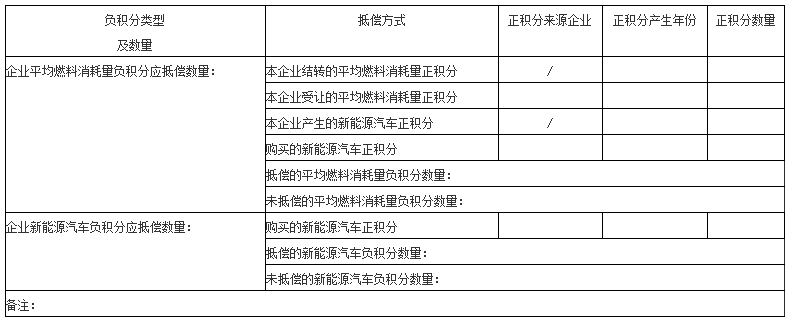 负积分类型
及数量
抵偿方式
正积分来源企业
正积分产生年份
正积分数量
企业平均燃料消耗量负积分应抵偿数量：
本企业结转的平均燃料消耗量正积分
/
本企业受让的平均燃料消耗量正积分
本企业产生的新能源汽车正积分
/
购买的新能源汽车正积分
抵偿的平均燃料消耗量负积分数量：
未抵偿的平均燃料消耗量负积分数量：
企业新能源汽车负积分应抵偿数量：
购买的新能源汽车正积分
抵偿的新能源汽车负积分数量：
未抵偿的新能源汽车负积分数量：
备注：